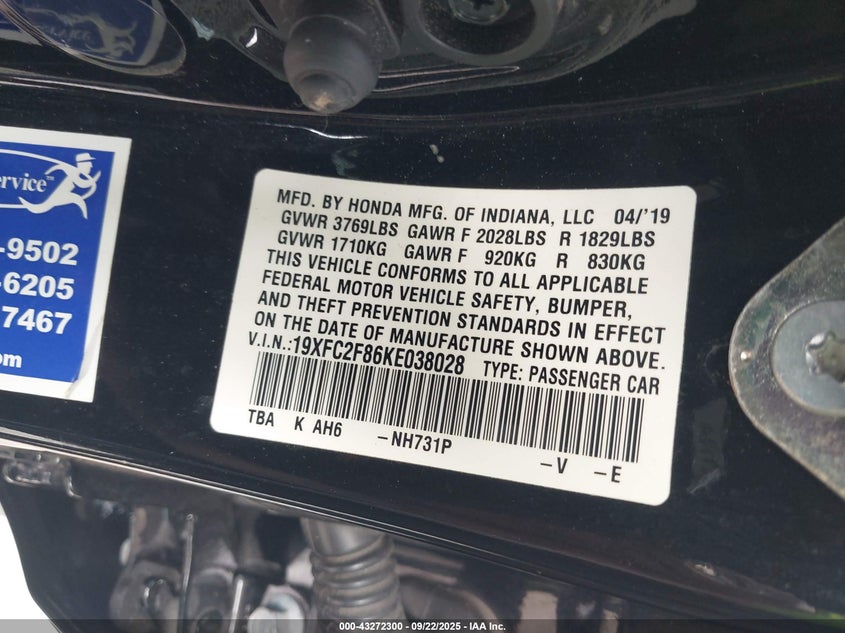 ervice
-9502
-6205
7467
om
MFD. BY HONDA MFG. OF INDIANA, LLC 04/'19
GVWR 3769LBS GAWR F 2028LBS R 1829LBS
GVWR 1710KG GAWR F 920KG R 830KG
THIS VEHICLE CONFORMS TO ALL APPLICABLE
FEDERAL MOTOR VEHICLE SAFETY, BUMPER,
AND THEFT PREVENTION STANDARDS IN EFFECT
ON THE DATE OF MANUFACTURE SHOWN ABOVE.
V.I.N.:19XFC2F86KE038028 TYPE: PASSENGER CAR
TBA K AH6 -NH731P -V -E
000-43272300 - 09/22/2025 - IAA Inc.